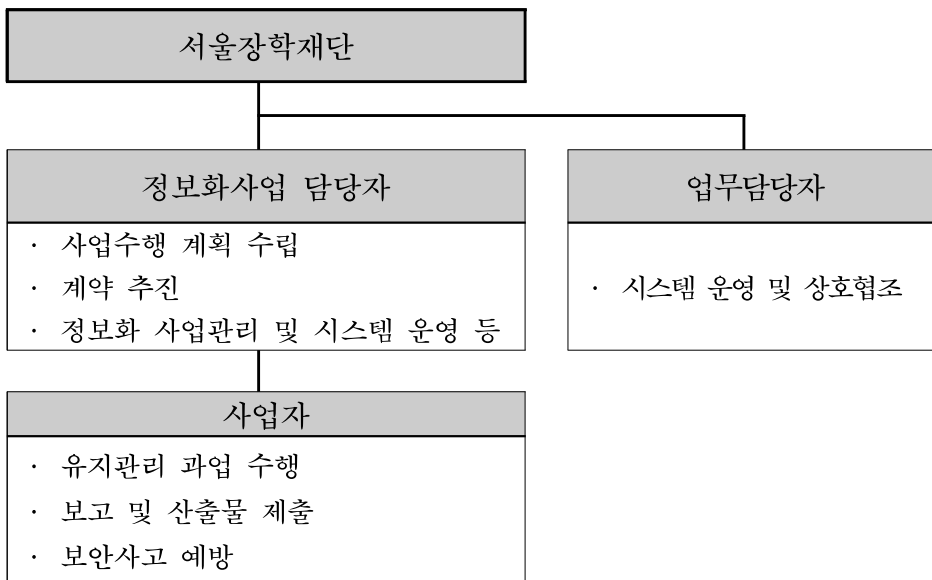 서울장학재단
정보화사업 담당자
· 사업수행 계획 수립
· 계약 추진
· 정보화 사업관리 및 시스템 운영 등
업무담당자
· 시스템 운영 및 상호협조
사업자
· 유지관리 과업 수행
· 보고 및 산출물 제출
· 보안사고 예방